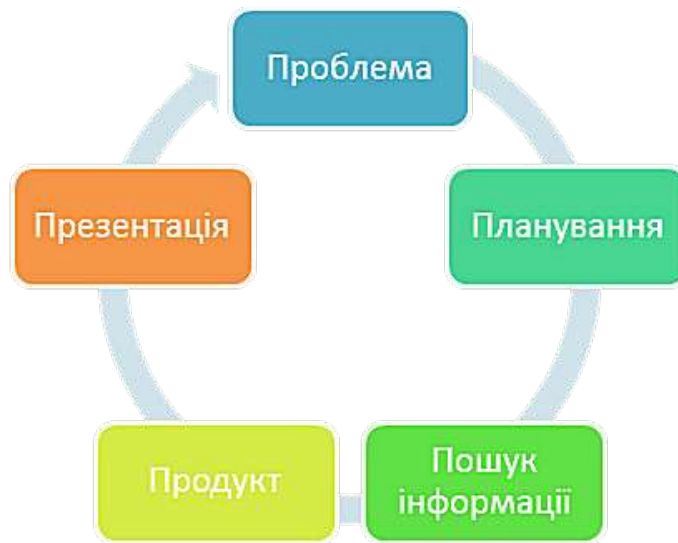 Проблема
Планування
Пошук
інформації
Продукт
Презентація